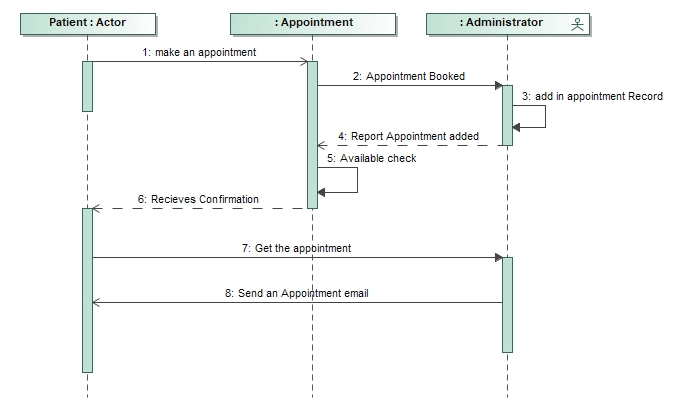 Patient : Actor
: Appointment
: Administrator
1: make an appointment
2: Appointment Booked
3: add in appointment Record
4: Report Appointment added
5: Available check
6: Recieves Confirmation
7: Get the appointment
8: Send an Appointment email